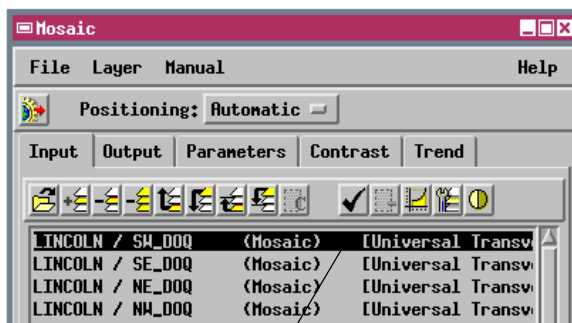 Mosaic
File Layer Manual Help
Positioning: Automatic
Input Output Parameters Contrast Trend
LINCOLN / SW_DOQ (Mosaic) [Universal Transv
LINCOLN / SE_DOQ (Mosaic) [Universal Transv
LINCOLN / NE_DOQ (Mosaic) [Universal Transv
LINCOLN / NW_DOQ (Mosaic) [Universal Transv